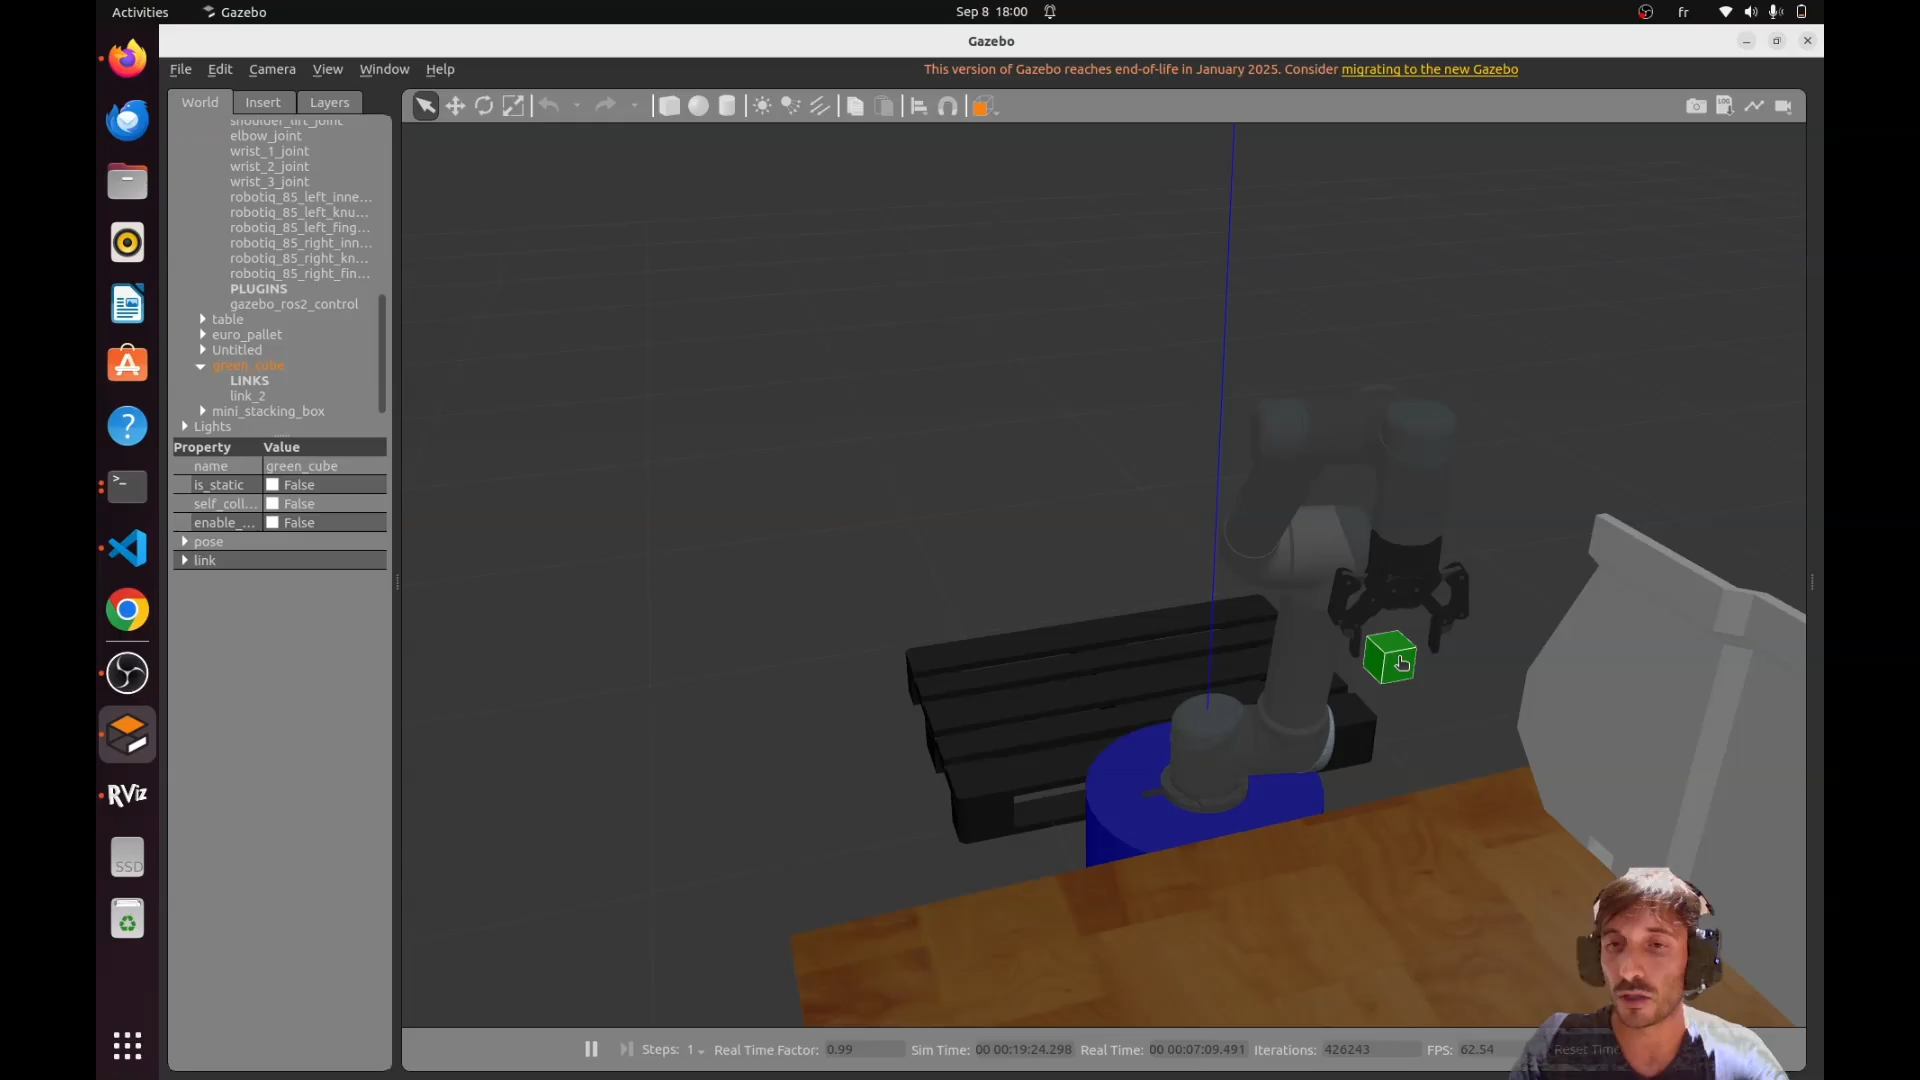 Activities
Gazebo
Sep 8 18:00
fr
Gazebo
File Edit Camera View Window Help
This version of Gazebo reaches end-of-life in January 2025. Consider migrating to the new Gazebo
World Insert Layers
shoulder_lift_joint
elbow_joint
wrist_1_joint
wrist_2_joint
wrist_3_joint
robotiq_85_left_inne...
robotiq_85_left_knu...
robotiq_85_left_fing...
robotiq_85_right_inn...
robotiq_85_right_kn...
robotiq_85_right_fin...
PLUGINS
gazebo_ros2_control
table
euro_pallet
Untitled
green_cube
LINKS
link_2
mini_stacking_box
Lights
Property Value
name green_cube
is_static False
self_coll... False
enable_... False
pose
link
LOG
RViz
SSD
Steps: 1 Real Time Factor: 0.99 Sim Time: 00 00:19:24.298 Real Time: 00 00:07:09.491 Iterations: 426243 FPS: 62.54 Reset Time